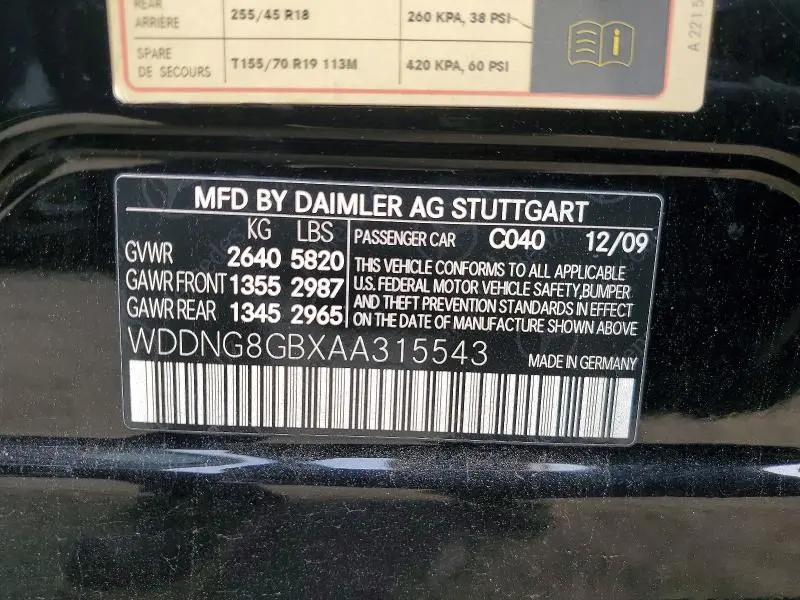 REAR 255/45 R18 260 KPA, 38 PSI
ARRIÈRE
SPARE T155/70 R19 113M 420 KPA, 60 PSI
DE SECOURS
A 221 5
MFD BY DAIMLER AG STUTTGART
KG LBS
GVWR 2640 5820
GAWR FRONT 1355 2987
GAWR REAR 1345 2965
PASSENGER CAR C040 12/09
THIS VEHICLE CONFORMS TO ALL APPLICABLE
U.S. FEDERAL MOTOR VEHICLE SAFETY,BUMPER
AND THEFT PREVENTION STANDARDS IN EFFECT
ON THE DATE OF MANUFACTURE SHOWN ABOVE
WDDNG8GBXAA315543
MADE IN GERMANY